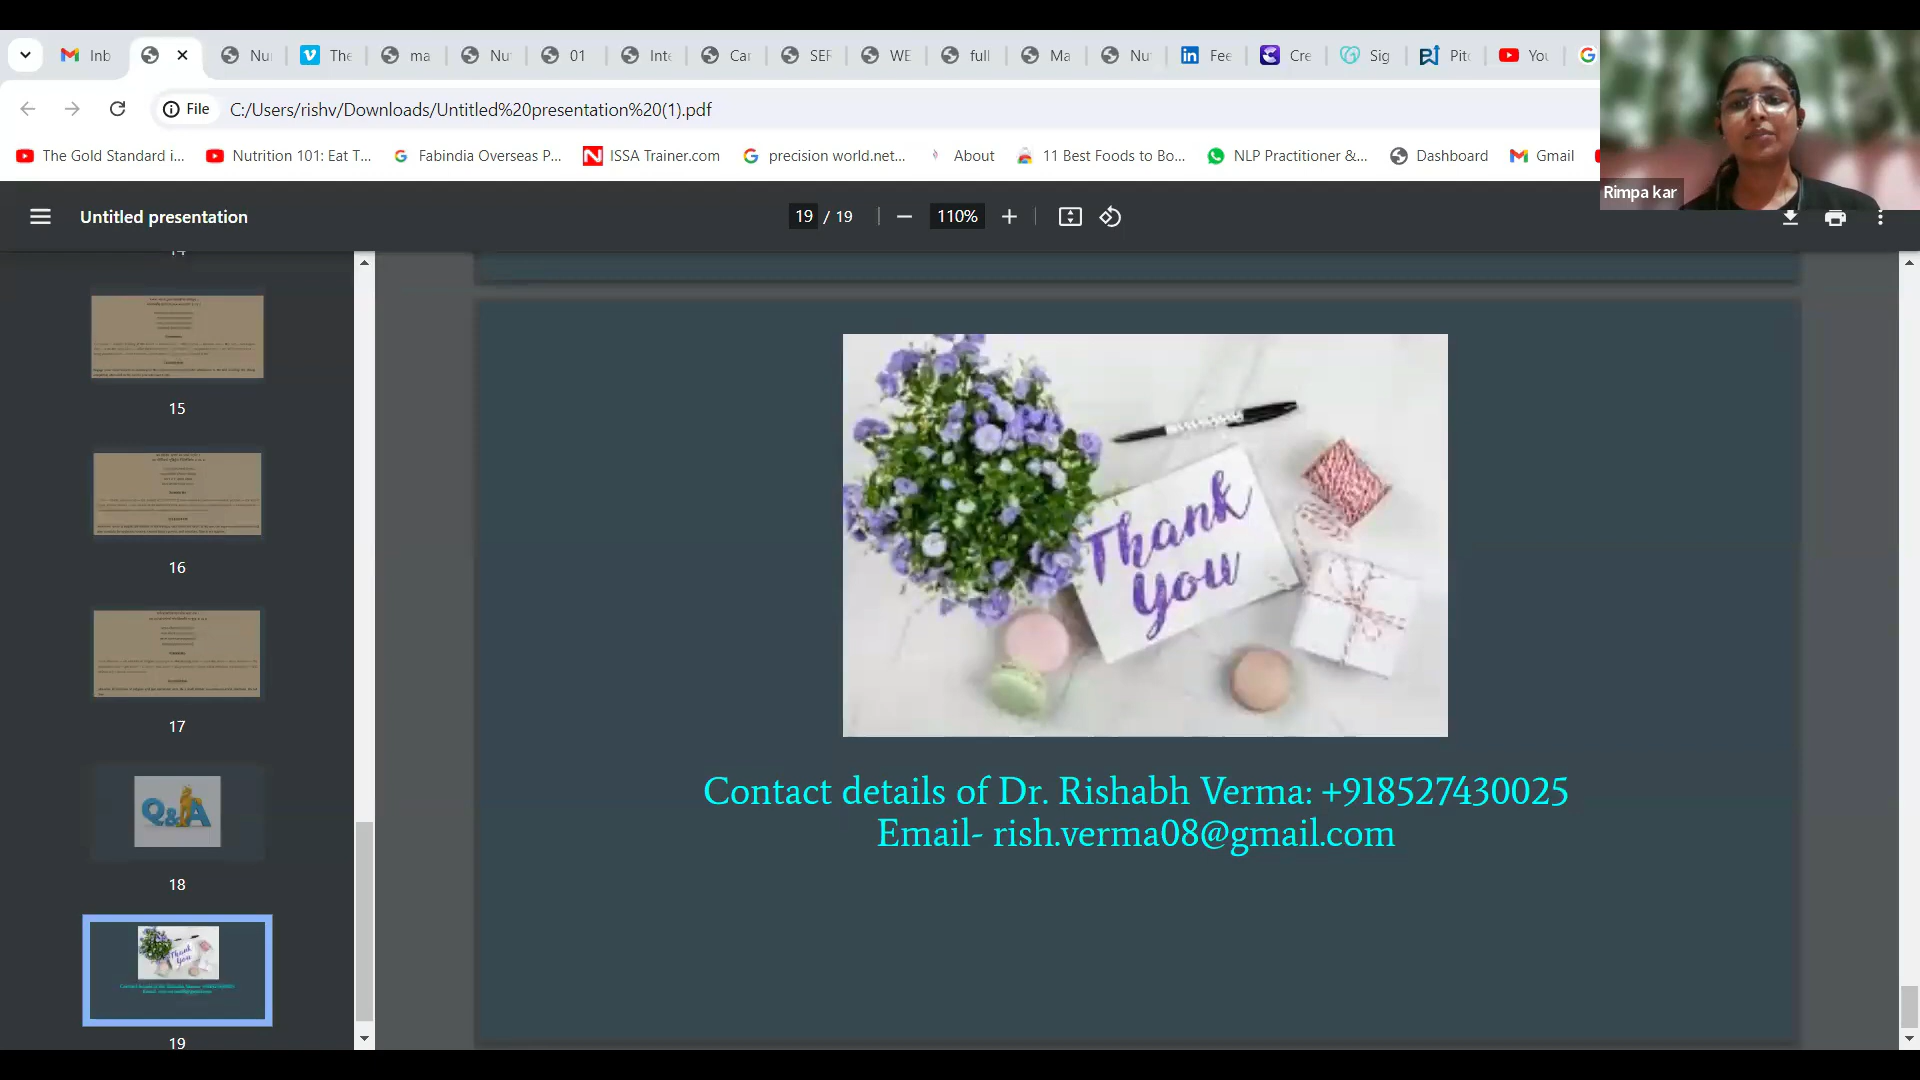 Inb
Nu
The
ma
Nu
01
Inte
Car
SER
WE
full
Ma
Nu
Fee
Cre
Sig
Pit
You
File
C:/Users/rishv/Downloads/Untitled%20presentation%20(1).pdf
The Gold Standard i...
Nutrition 101: Eat T...
Fabindia Overseas P...
ISSA Trainer.com
precision world.net...
About
11 Best Foods to Bo...
NLP Practitioner &...
Dashboard
Gmail
Rimpa kar
Untitled presentation
19 / 19
110%
15
16
17
Q&A
18
19
Thank
You
Contact details of Dr. Rishabh Verma: +918527430025
Email- rish.verma08@gmail.com